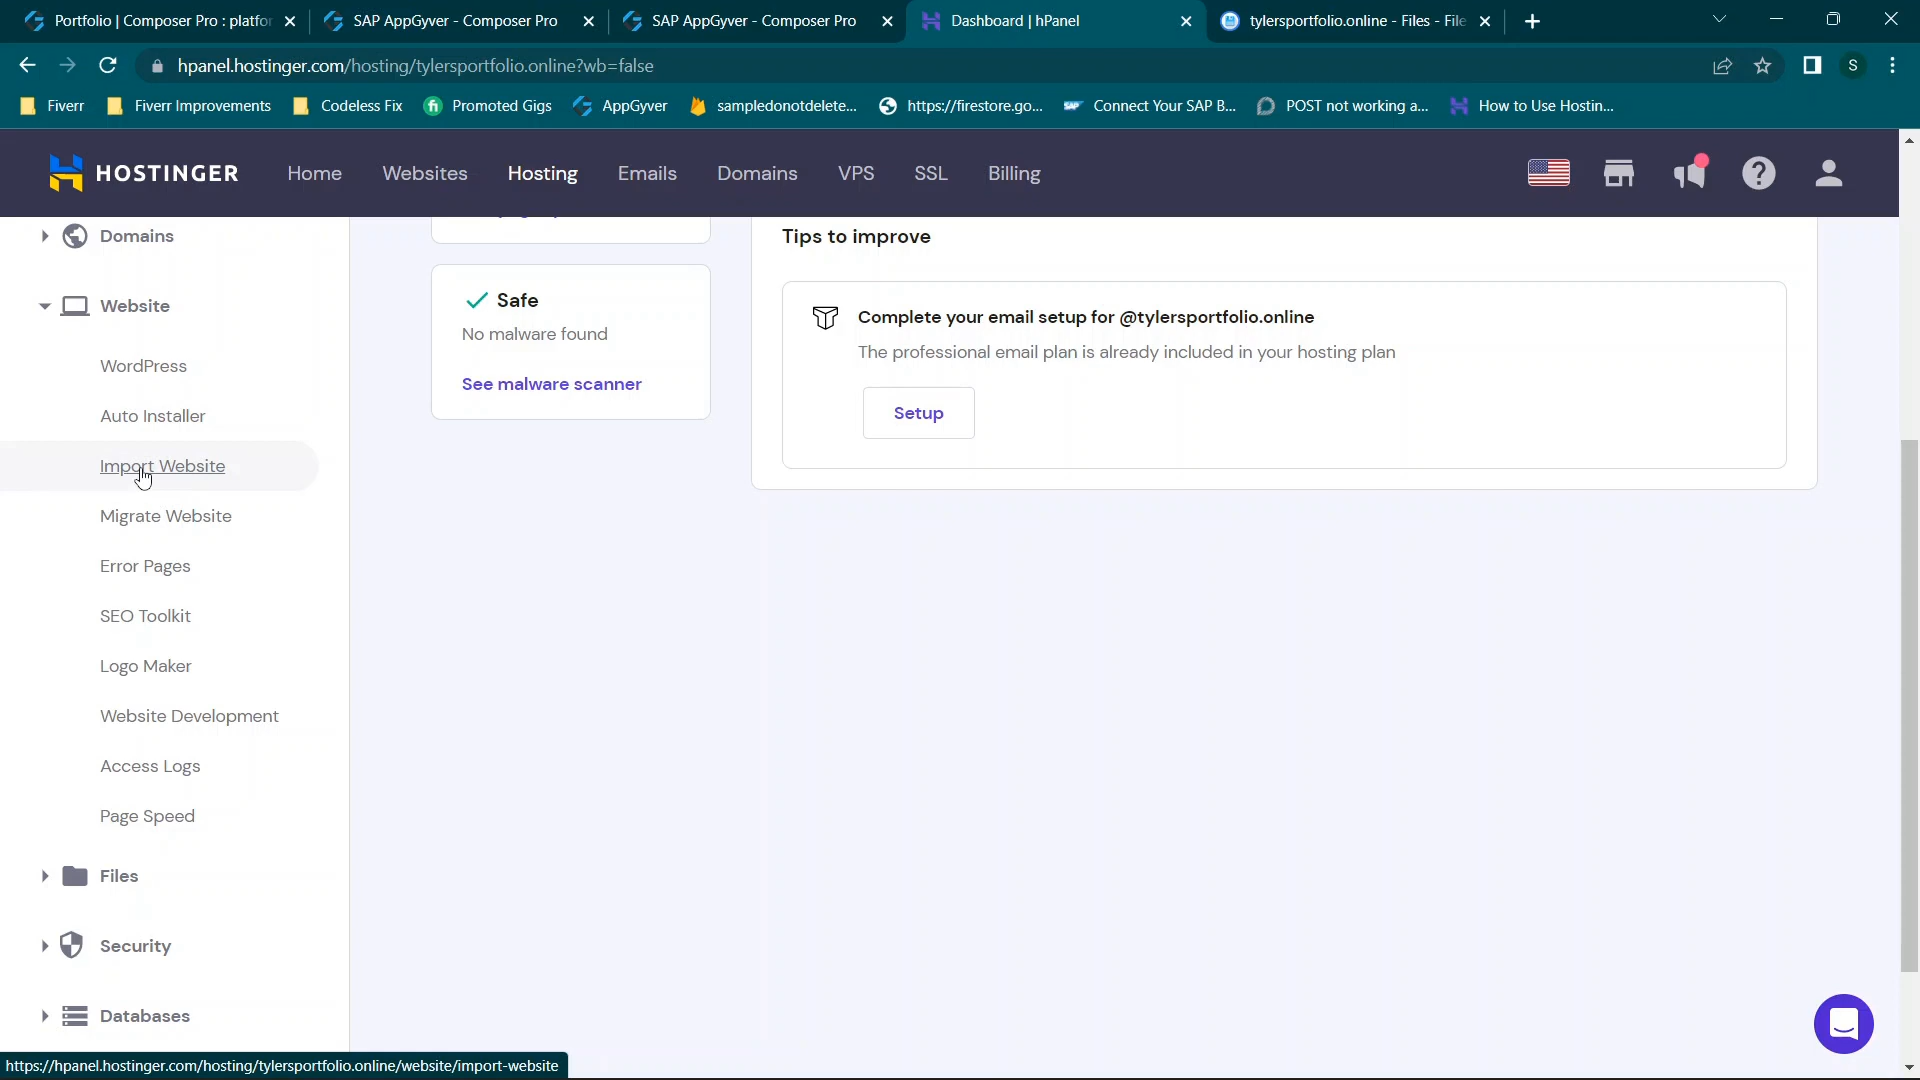 Portfolio | Composer Pro : platfor
SAP AppGyver - Composer Pro
SAP AppGyver - Composer Pro
Dashboard | hPanel
tylersportfolio.online - Files - File
hpanel.hostinger.com/hosting/tylersportfolio.online?wb=false
S
Fiverr
Fiverr Improvements
Codeless Fix
Promoted Gigs
AppGyver
sampledonotdelete...
https://firestore.go...
Connect Your SAP B...
POST not working a...
How to Use Hostin...
HOSTINGER
Home
Websites
Hosting
Emails
Domains
VPS
SSL
Billing
Domains
Website
WordPress
Auto Installer
Import Website
Migrate Website
Error Pages
SEO Toolkit
Logo Maker
Website Development
Access Logs
Page Speed
Files
Security
Databases
Safe
No malware found
See malware scanner
Tips to improve
Complete your email setup for @tylersportfolio.online
The professional email plan is already included in your hosting plan
Setup
https://hpanel.hostinger.com/hosting/tylersportfolio.online/website/import-website